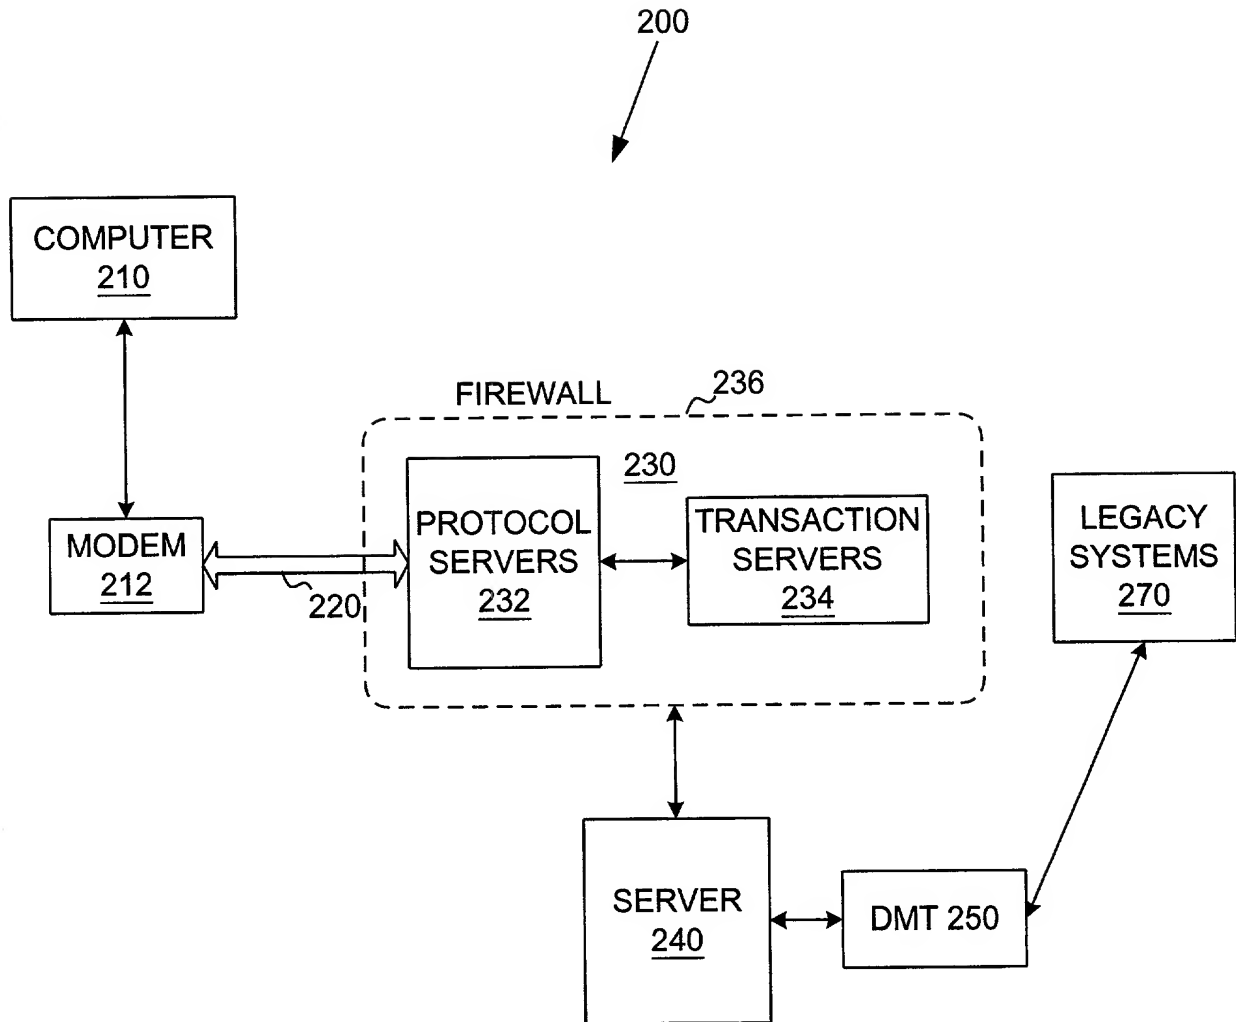 200
COMPUTER
210
FIREWALL
236
230
PROTOCOL
SERVERS
232
TRANSACTION
SERVERS
234
LEGACY
SYSTEMS
270
MODEM
212
220
SERVER
240
DMT 250